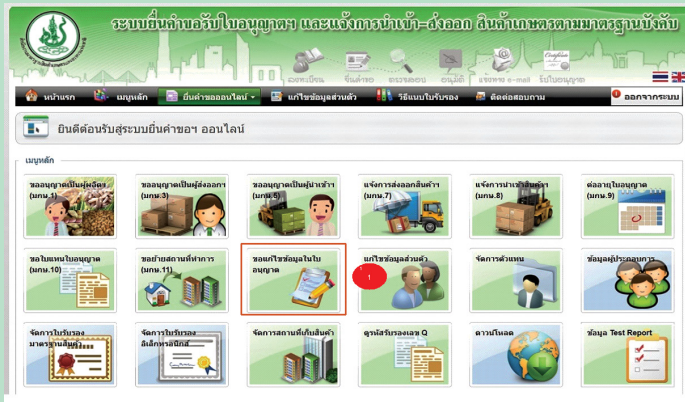 ระบบยื่นคำขอรับใบอนุญาตฯ และแจ้งการนำเข้า-ส่งออก สินค้าเกษตรตามมาตรฐานบังคับ
ลงทะเบียน ยื่นคำขอ ตรวจสอบ อนุมัติ แจ้งทาง e-mail รับใบอนุญาต
Certificate
หน้าแรก เมนูหลัก ยื่นคำขอออนไลน์ แก้ไขข้อมูลส่วนตัว วิธีแนบใบรับรอง ติดต่อสอบถาม ออกจากระบบ
ยินดีต้อนรับสู่ระบบยื่นคำขอฯ ออนไลน์
เมนูหลัก
ขออนุญาตเป็นผู้ผลิตฯ
(มกษ.1)
ขออนุญาตเป็นผู้ส่งออกฯ
(มกษ.3)
ขออนุญาตเป็นผู้นำเข้าฯ
(มกษ.5)
แจ้งการส่งออกสินค้าฯ
(มกษ.7)
แจ้งการนำเข้าสินค้าฯ
(มกษ.8)
ต่ออายุใบอนุญาต
(มกษ.9)
ขอใบแทนใบอนุญาต
(มกษ.10)
ขอย้ายสถานที่ทำการ
(มกษ.11)
ขอแก้ไขข้อมูลในใบ
อนุญาต
1
แก้ไขข้อมูลส่วนตัว
จัดการตัวแทน
ข้อมูลผู้ประกอบการ
จัดการใบรับรอง
มาตรฐานสินค้า
จัดการใบรับรอง
อิเล็กทรอนิกส์
จัดการสถานที่เก็บสินค้า
ดูรหัสรับรองเลข Q
ดาวน์โหลด
ข้อมูล Test Report